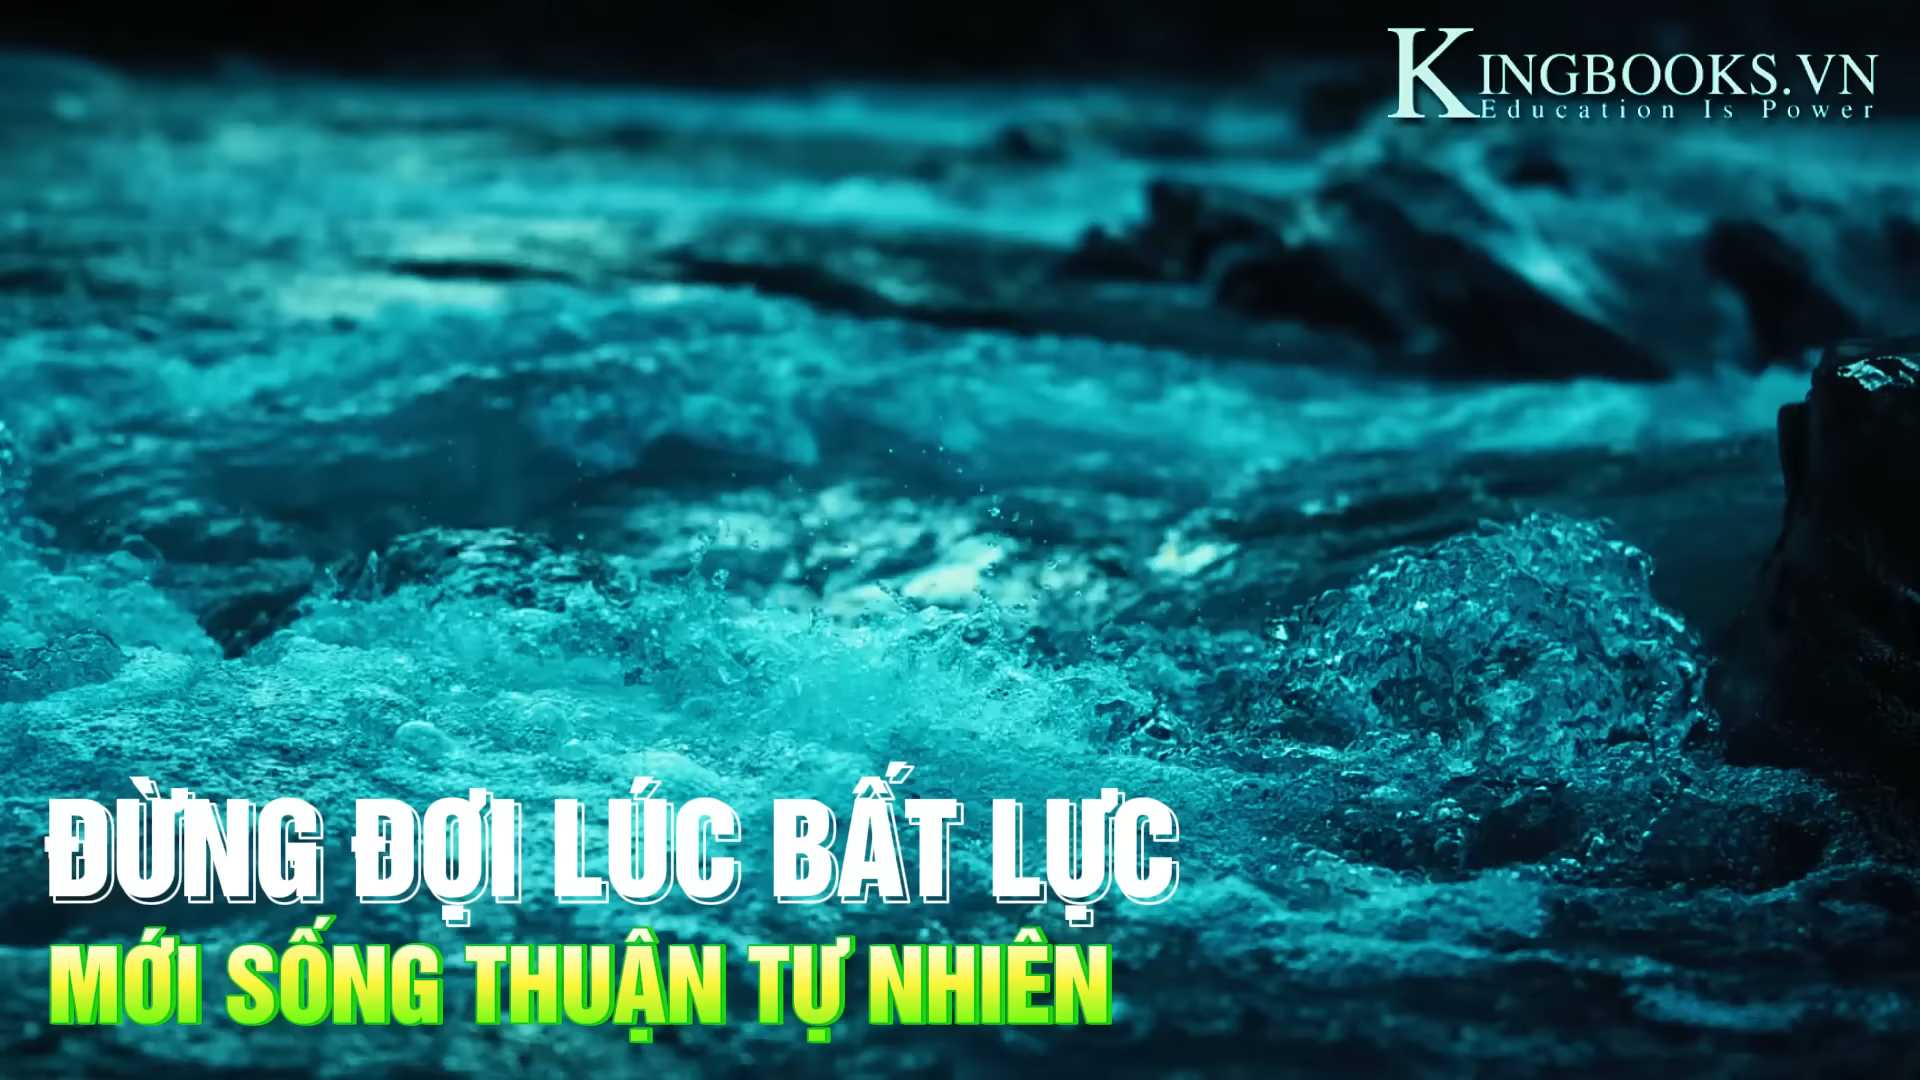 KINGBOOKS.VN
Education Is Power
ĐỪNG ĐỢI LÚC BẤT LỰC
MỚI SỐNG THUẬN TỰ NHIÊN